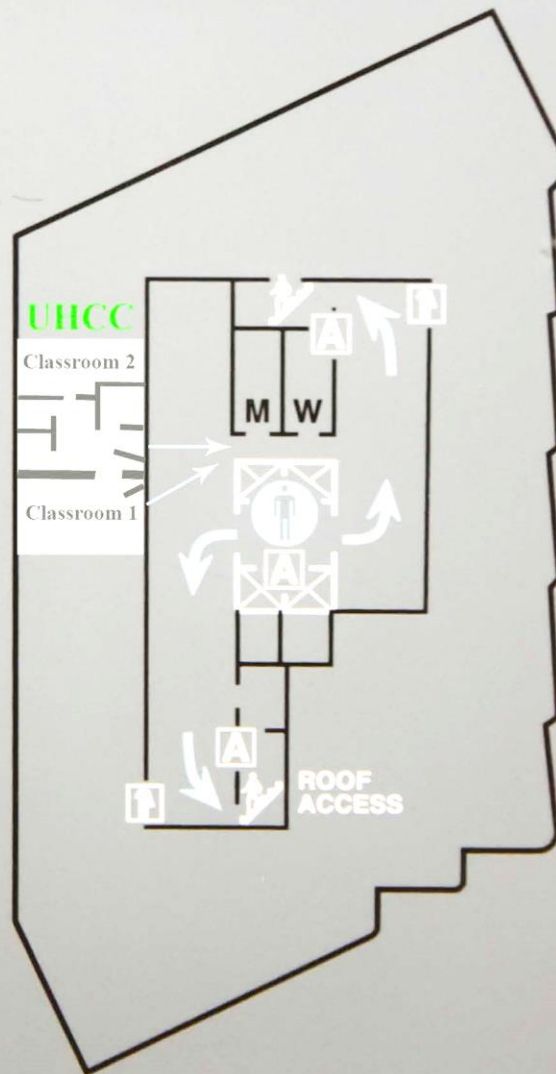 UHCC
Classroom 2
A
M W
Classroom 1
A
A
ROOF
ACCESS